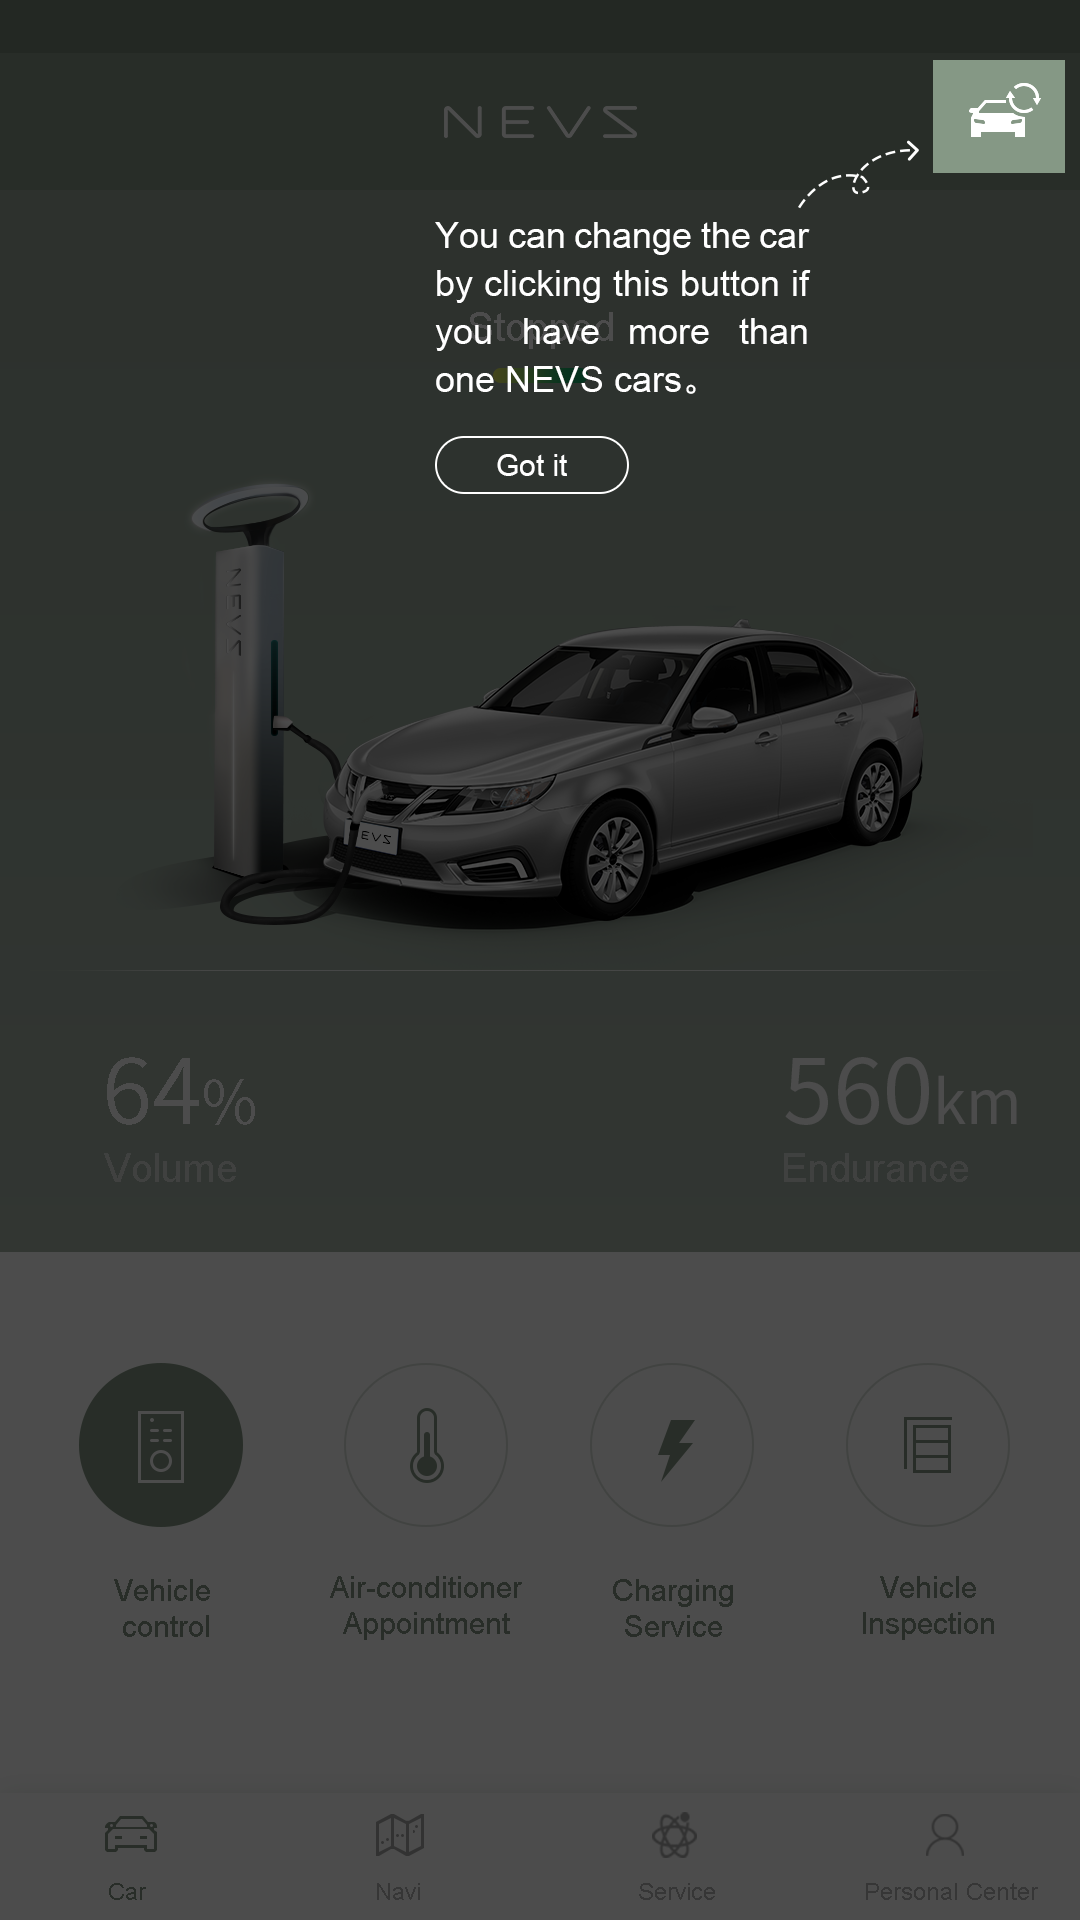 NEVS
You can change the car
by clicking this button if
you have more than
one NEVS cars。
Stopped
Got it
NEVS
EVS
64%
Volume
560km
Endurance
Vehicle
control
Air-conditioner
Appointment
Charging
Service
Vehicle
Inspection
Car
Navi
Service
Personal Center